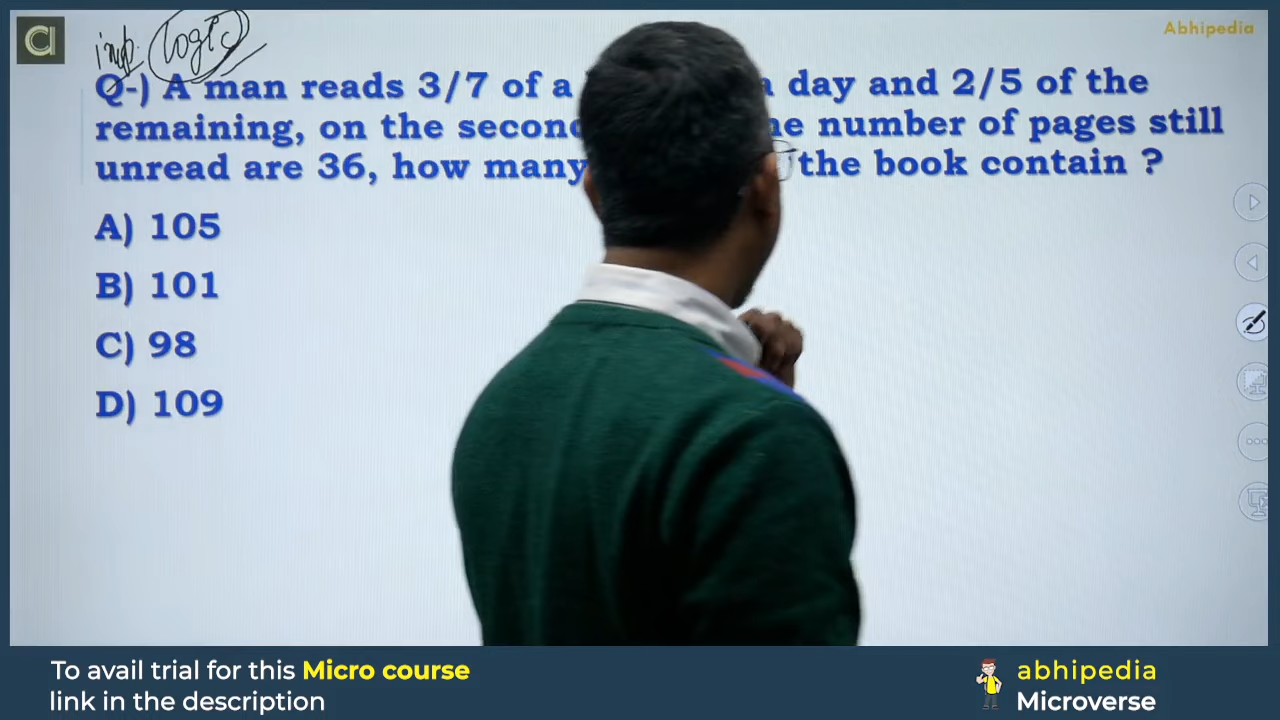 a
Abhipedia
imp. logic
Q-) A man reads 3/7 of a a day and 2/5 of the
remaining, on the second he number of pages still
unread are 36, how many the book contain ?
A) 105
B) 101
C) 98
D) 109
To avail trial for this Micro course
link in the description
abhipedia
Microverse